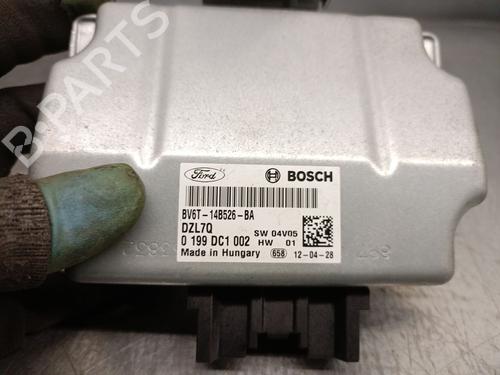 B-PARTS
Ford BOSCH
BV6T-14B526-BA
DZL7Q SW 04V05
0 199 DC1 002 HW 01
Made in Hungary 658 12-04-28